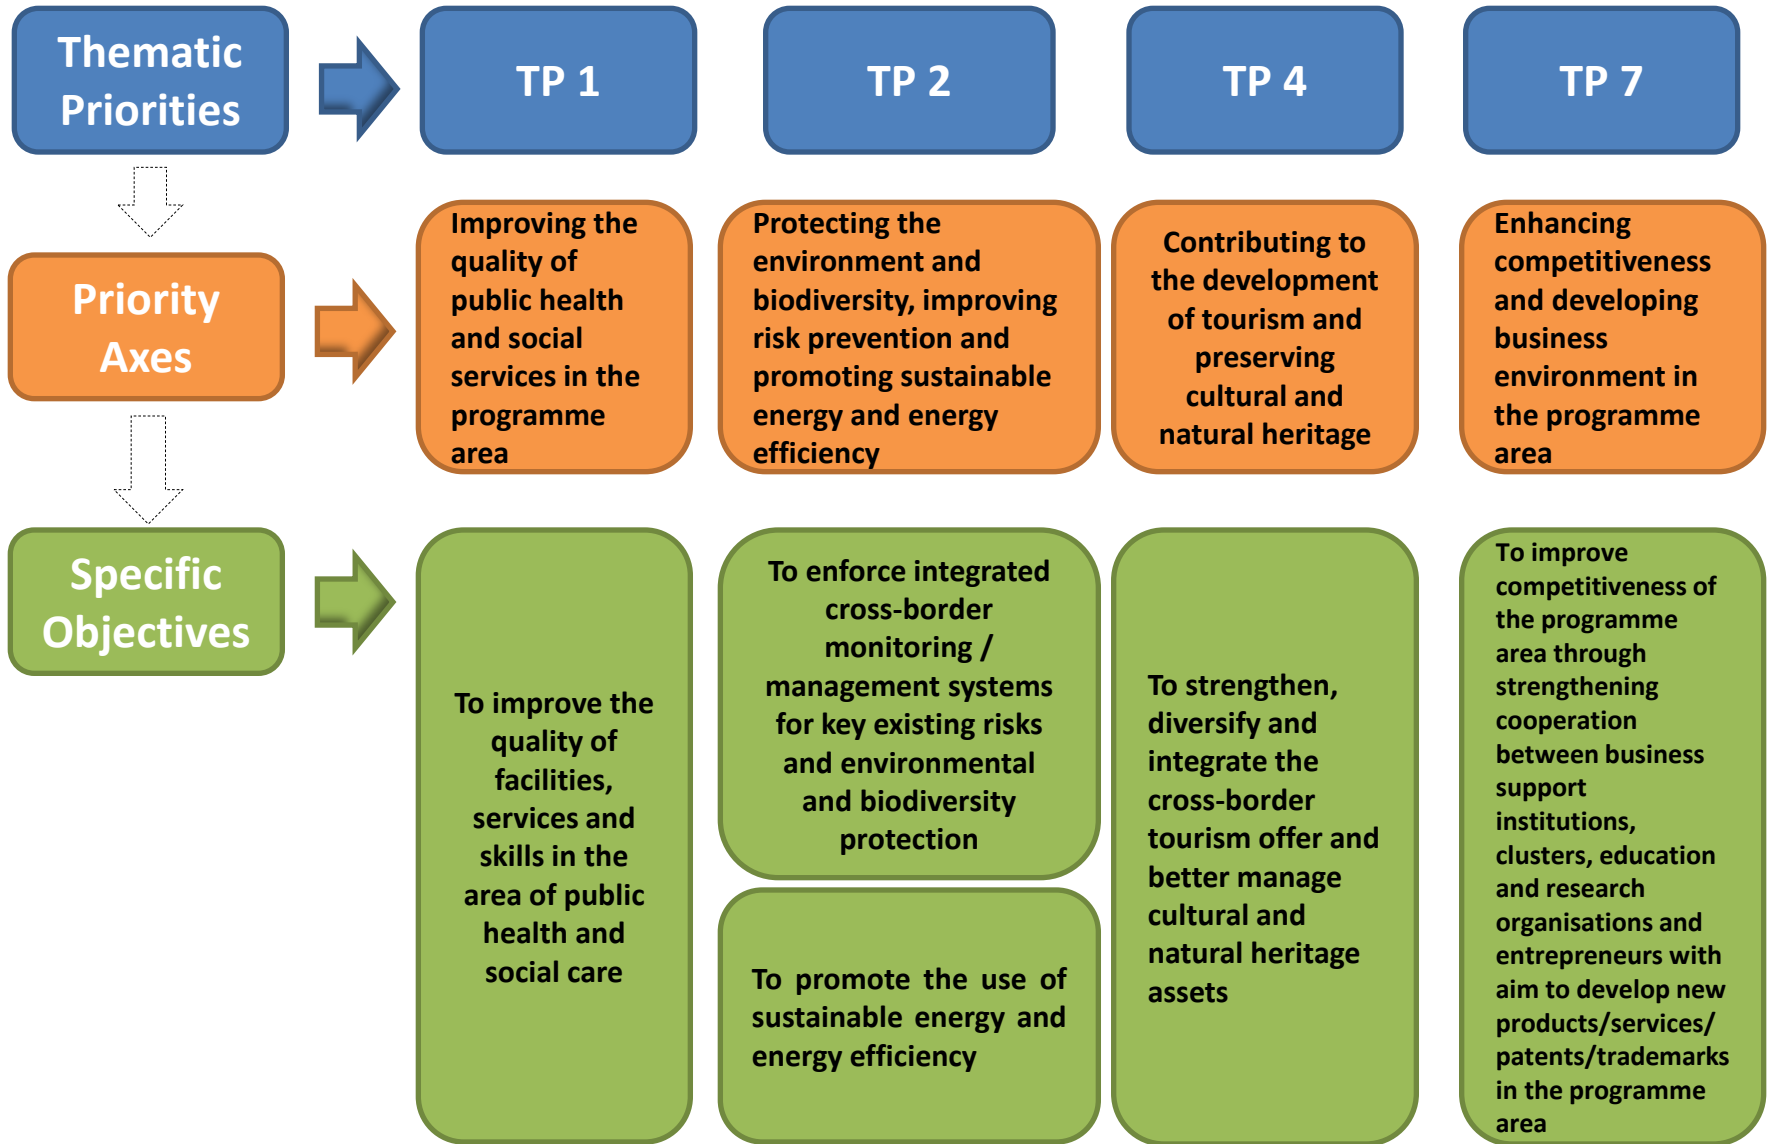 Thematic
Priorities
TP 1
TP 2
TP 4
TP 7
Priority
Axes
Improving the
quality of
public health
and social
services in the
programme
area
Protecting the
environment and
biodiversity, improving
risk prevention and
promoting sustainable
energy and energy
efficiency
Contributing to
the development
of tourism and
preserving
cultural and
natural heritage
Enhancing
competitiveness
and developing
business
environment in
the programme
area
Specific
Objectives
To improve the
quality of
facilities,
services and
skills in the
area of public
health and
social care
To enforce integrated
cross-border
monitoring /
management systems
for key existing risks
and environmental
and biodiversity
protection
To promote the use of
sustainable energy and
energy efficiency
To strengthen,
diversify and
integrate the
cross-border
tourism offer and
better manage
cultural and
natural heritage
assets
To improve
competitiveness of
the programme
area through
strengthening
cooperation
between business
support
institutions,
clusters, education
and research
organisations and
entrepreneurs with
aim to develop new
products/services/
patents/trademarks
in the programme
area